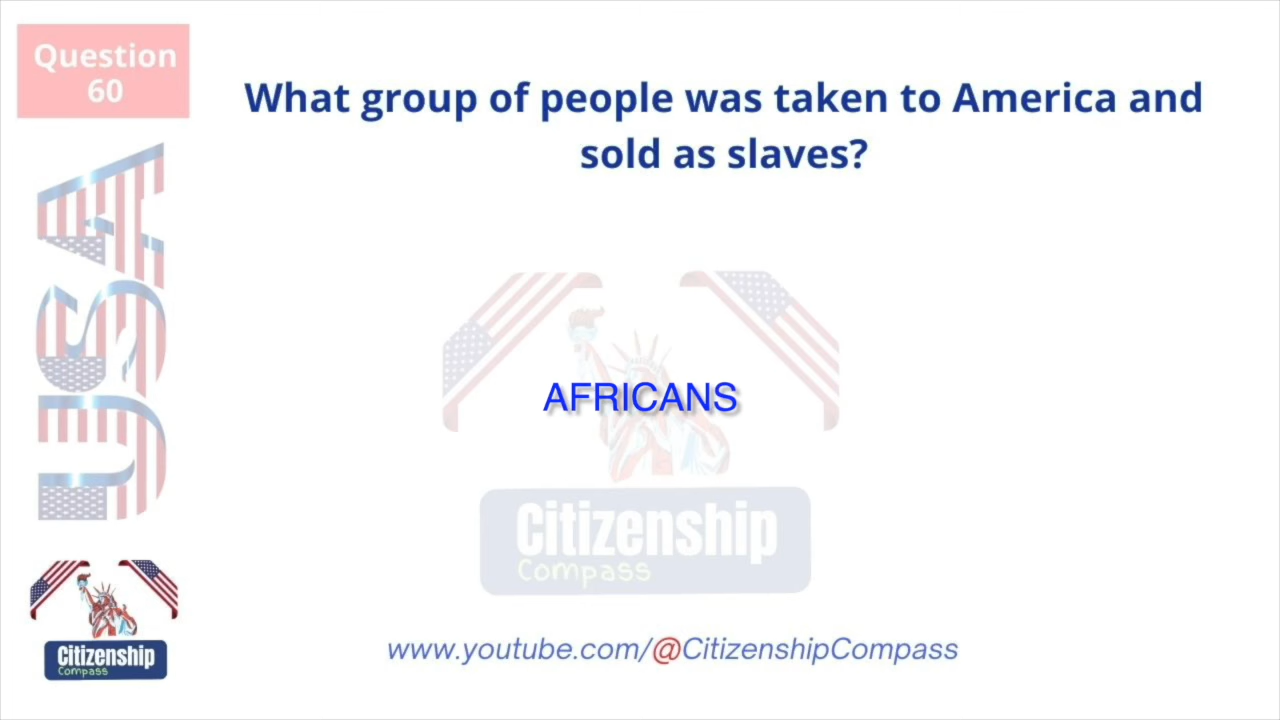 Question
60
What group of people was taken to America and
sold as slaves?
USA
AFRICANS
Citizenship
Compass
Citizenship
Compass
www.youtube.com/@CitizenshipCompass